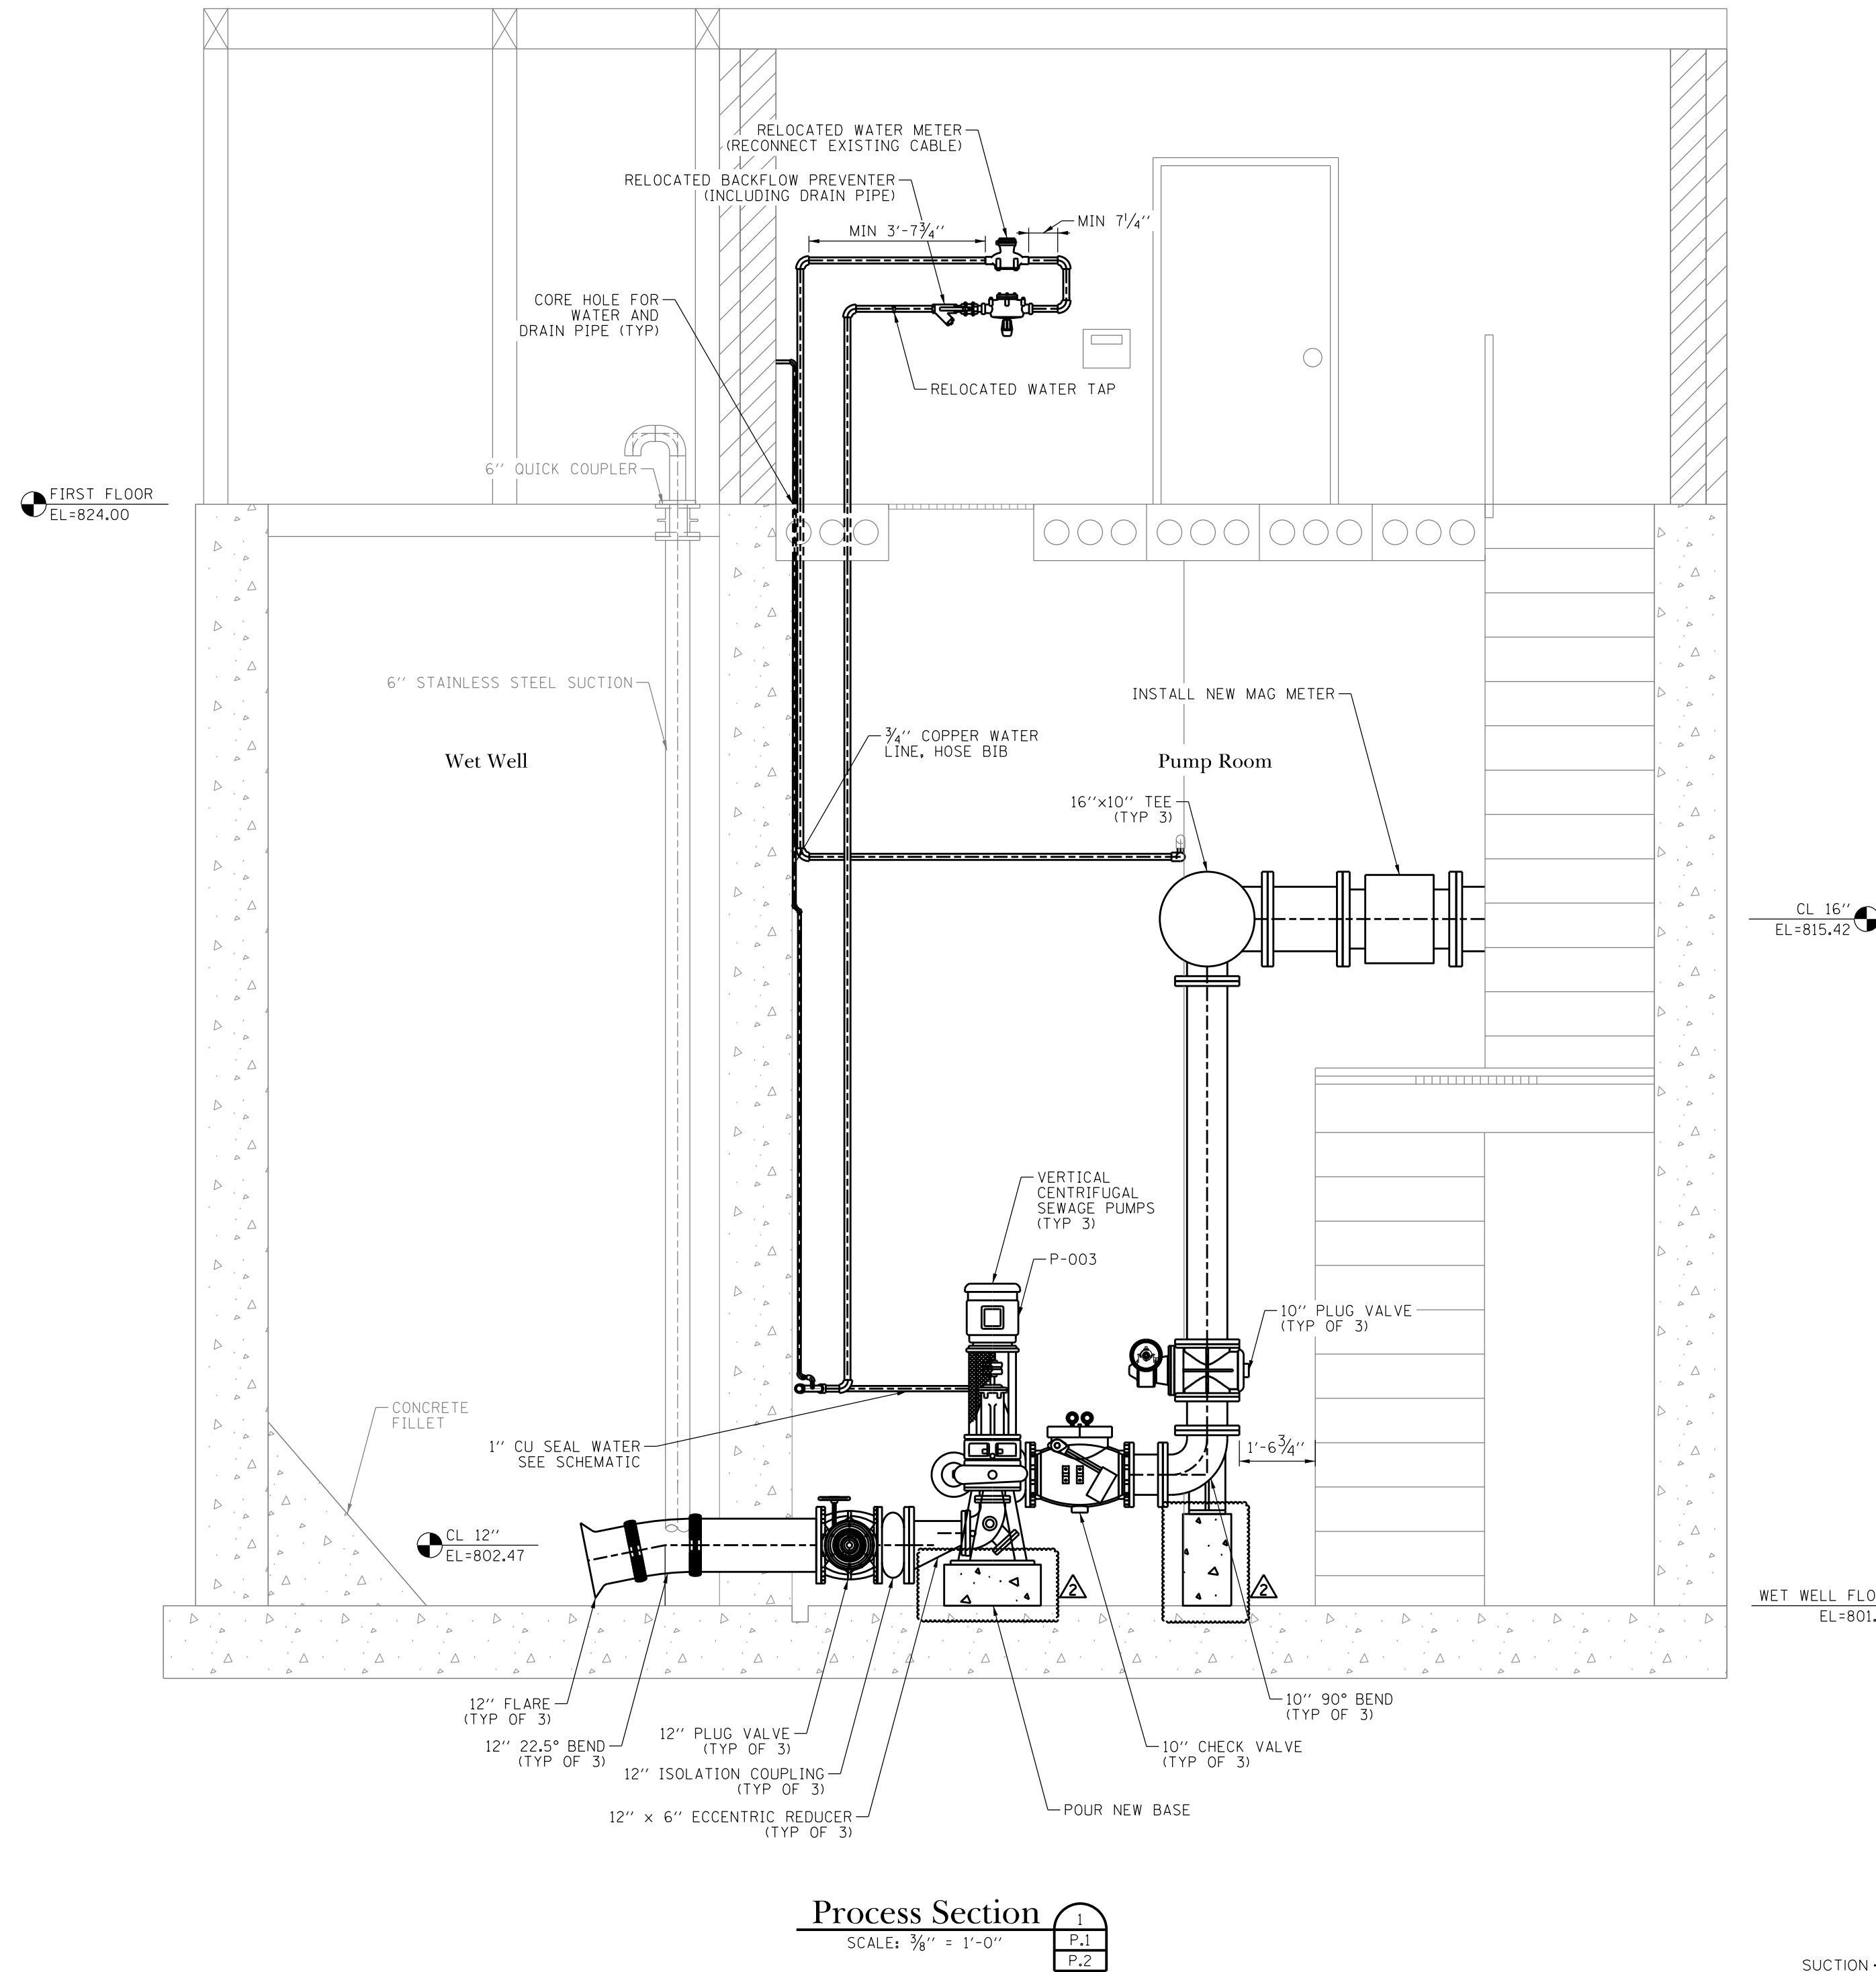 RELOCATED WATER METER
(RECONNECT EXISTING CABLE)
RELOCATED BACKFLOW PREVENTER
(INCLUDING DRAIN PIPE)
MIN 3'-7¾"
MIN 7¼"
CORE HOLE FOR
WATER AND
DRAIN PIPE (TYP)
RELOCATED WATER TAP
6" QUICK COUPLER
FIRST FLOOR
EL=824.00
6" STAINLESS STEEL SUCTION
INSTALL NEW MAG METER
¾" COPPER WATER
LINE, HOSE BIB
Wet Well
Pump Room
16"x10" TEE
(TYP 3)
CL 16"
EL=815.42
VERTICAL
CENTRIFUGAL
SEWAGE PUMPS
(TYP 3)
P-003
10" PLUG VALVE
(TYP OF 3)
CONCRETE
FILLET
1" CU SEAL WATER
SEE SCHEMATIC
1'-6¾"
CL 12"
EL=802.47
2
2
WET WELL FLO
EL=801.
12" FLARE
(TYP OF 3)
12" 22.5° BEND
(TYP OF 3)
12" PLUG VALVE
(TYP OF 3)
12" ISOLATION COUPLING
(TYP OF 3)
12" x 6" ECCENTRIC REDUCER
(TYP OF 3)
10" 90° BEND
(TYP OF 3)
10" CHECK VALVE
(TYP OF 3)
POUR NEW BASE
Process Section
SCALE: ⅜" = 1'-0"
1
P.1
P.2
SUCTION